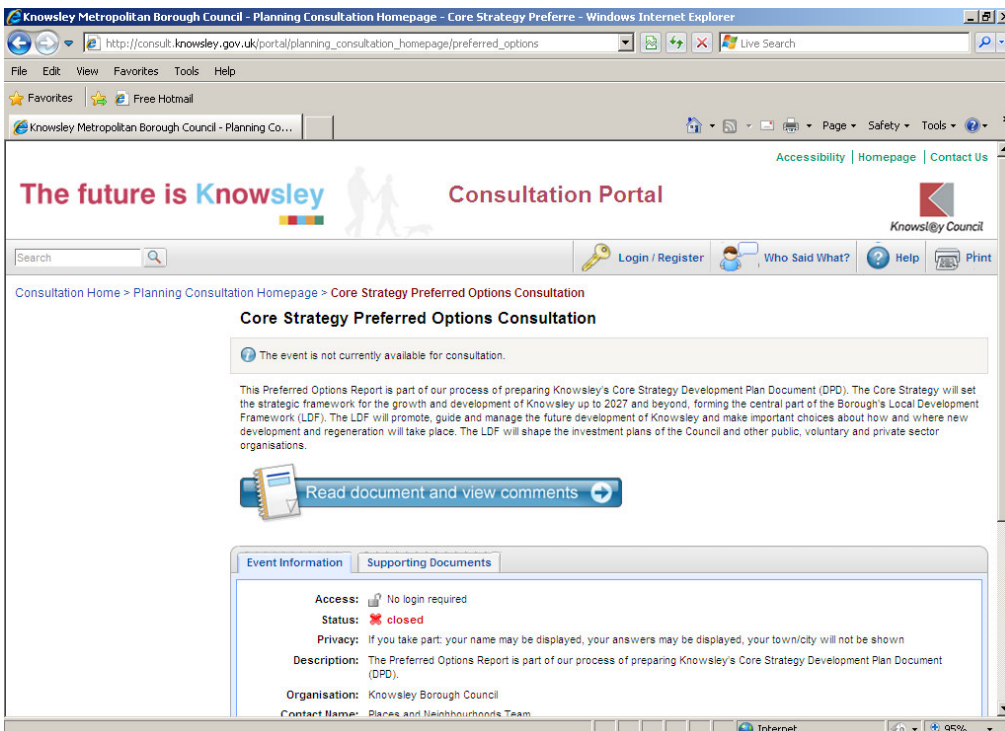 Knowsley Metropolitan Borough Council - Planning Consultation Homepage - Core Strategy Preferre - Windows Internet Explorer
http://consult.knowsley.gov.uk/portal/planning_consultation_homepage/preferred_options
Live Search
File Edit View Favorites Tools Help
Favorites Free Hotmail
Knowsley Metropolitan Borough Council - Planning Co...
Page Safety Tools
Accessibility | Homepage | Contact Us
The future is Knowsley
Consultation Portal
Knowsl@y Council
Search
Login / Register
Who Said What?
Help
Print
Consultation Home > Planning Consultation Homepage > Core Strategy Preferred Options Consultation
Core Strategy Preferred Options Consultation
The event is not currently available for consultation.
This Preferred Options Report is part of our process of preparing Knowsley's Core Strategy Development Plan Document (DPD). The Core Strategy will set
the strategic framework for the growth and development of Knowsley up to 2027 and beyond, forming the central part of the Borough's Local Development
Framework (LDF). The LDF will promote, guide and manage the future development of Knowsley and make important choices about how and where new
development and regeneration will take place. The LDF will shape the investment plans of the Council and other public, voluntary and private sector
organisations.
Read document and view comments
Event Information
Supporting Documents
Access: No login required
Status: closed
Privacy: If you take part: your name may be displayed, your answers may be displayed, your town/city will not be shown
Description: The Preferred Options Report is part of our process of preparing Knowsley's Core Strategy Development Plan Document
(DPD).
Organisation: Knowsley Borough Council
Contact Name: Places and Neighbourhoods Team
Internet
95%